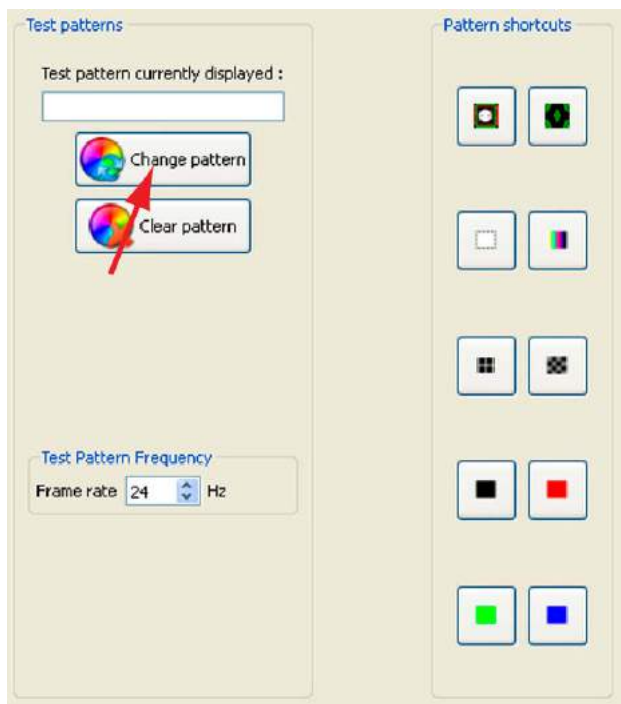 Test patterns
Test pattern currently displayed :
Change pattern
Clear pattern
Test Pattern Frequency
Frame rate 24 Hz
Pattern shortcuts